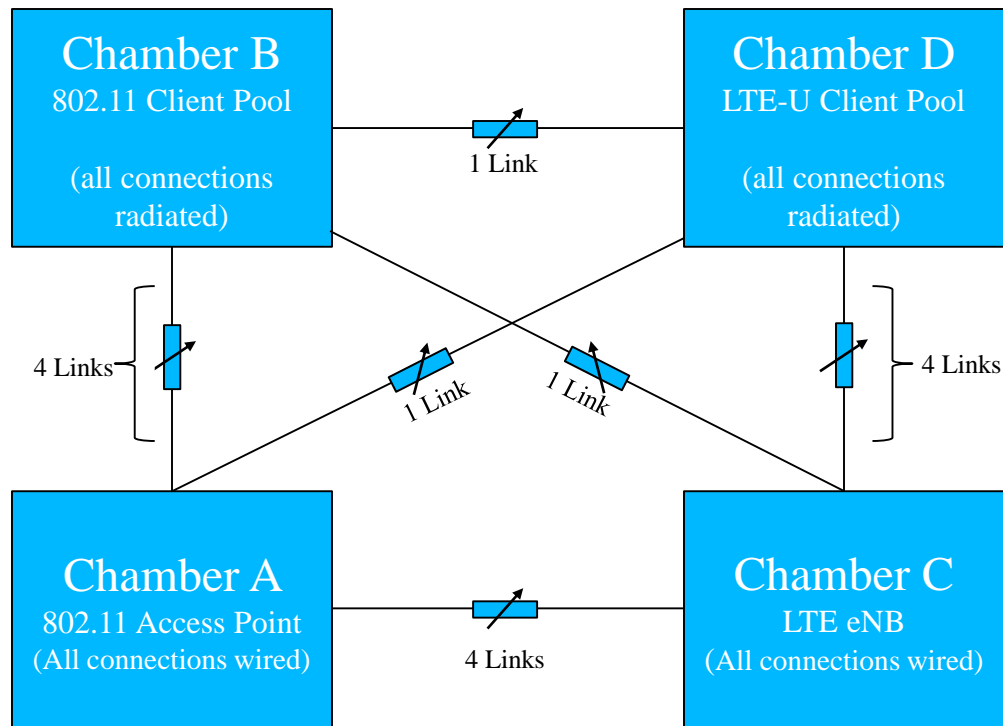 Chamber B
802.11 Client Pool
(all connections
radiated)
Chamber D
LTE-U Client Pool
(all connections
radiated)
1 Link
4 Links
1 Link
1 Link
4 Links
Chamber A
802.11 Access Point
(All connections wired)
4 Links
Chamber C
LTE eNB
(All connections wired)